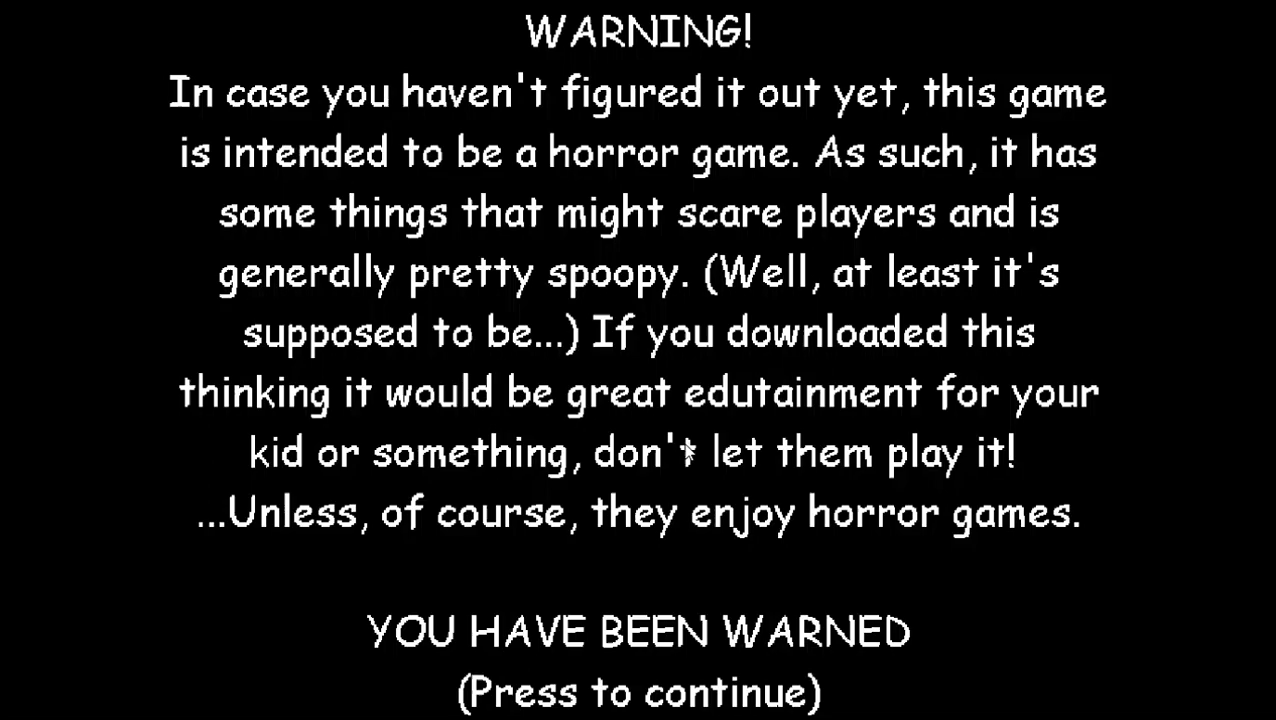 WARNING!
In case you haven't figured it out yet, this game
is intended to be a horror game. As such, it has
some things that might scare players and is
generally pretty spoopy. (Well, at least it's
supposed to be...) If you downloaded this
thinking it would be great edutainment for your
kid or something, don't let them play it!
...Unless, of course, they enjoy horror games.
YOU HAVE BEEN WARNED
(Press to continue)